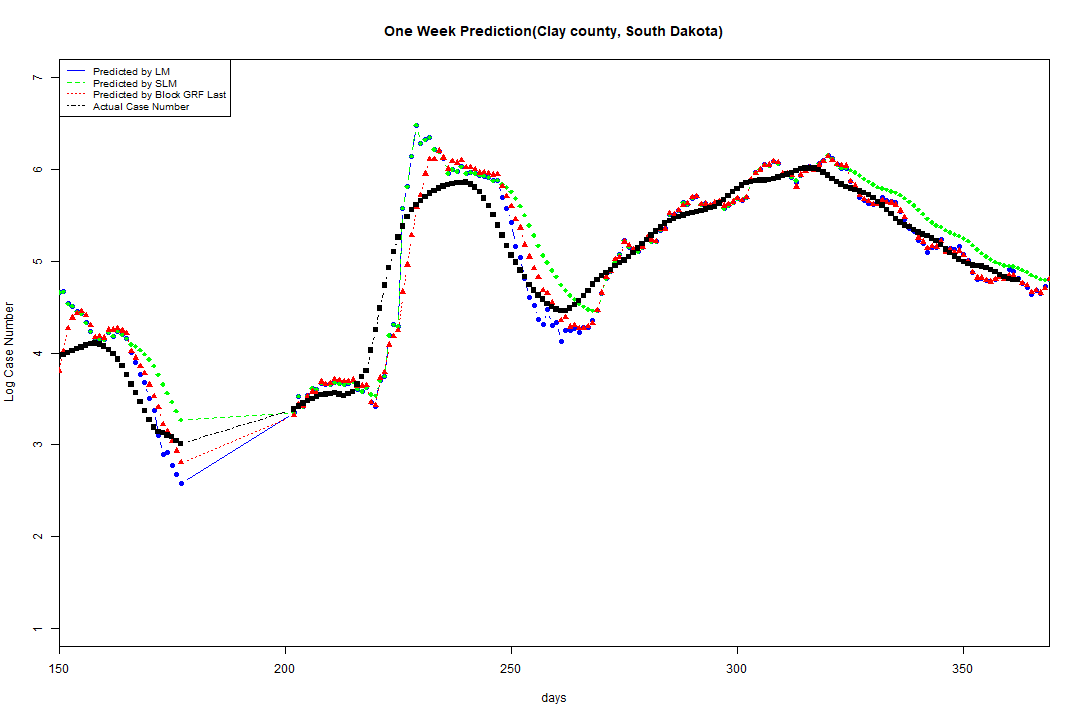 One Week Prediction(Clay county, South Dakota)
Predicted by LM
Predicted by SLM
Predicted by Block GRF Last
Actual Case Number
7
6
5
4
3
2
1
Log Case Number
150 200 250 300 350
days